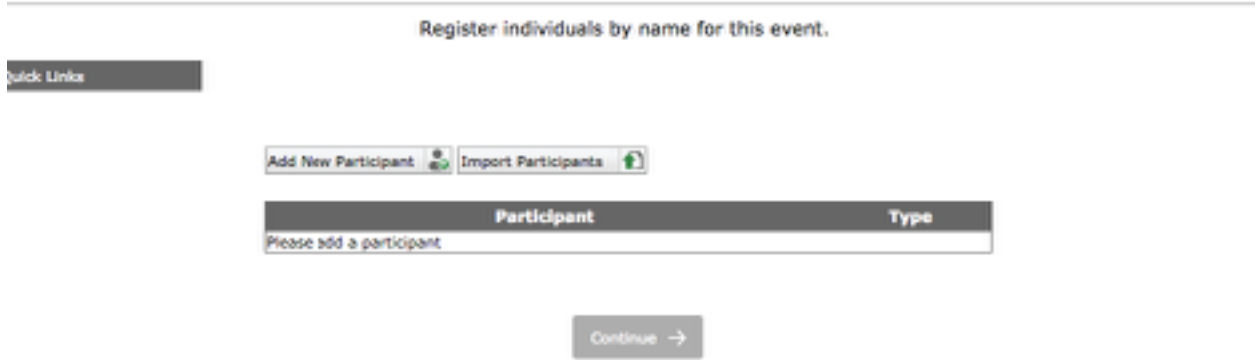 Register individuals by name for this event.
Quick Links
Add New Participant Import Participants
Participant Type
Please add a participant
Continue →